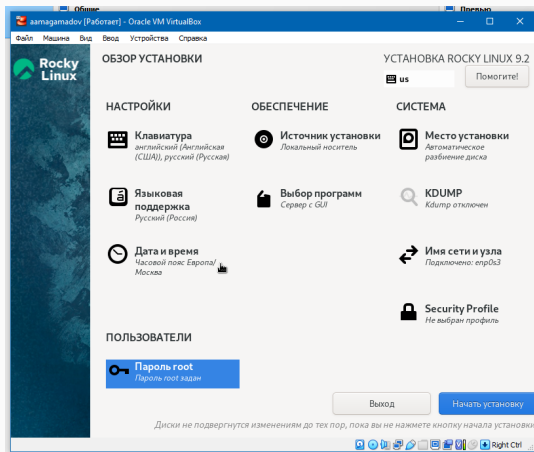 Общие
Превью
aamagamadov [Работает] - Oracle VM VirtualBox
Файл Машина Вид Ввод Устройства Справка
Rocky
Linux
ОБЗОР УСТАНОВКИ
УСТАНОВКА ROCKY LINUX 9.2
us
Помогите!
НАСТРОЙКИ
Клавиатура
английский (Английская
(США)), русский (Русская)
Языковая
поддержка
Русский (Россия)
Дата и время
Часовой пояс Европа/
Москва
ОБЕСПЕЧЕНИЕ
Источник установки
Локальный носитель
Выбор программ
Сервер с GUI
СИСТЕМА
Место установки
Автоматическое
разбиение диска
KDUMP
Kdump отключен
Имя сети и узла
Подключено: enp0s3
Security Profile
Не выбран профиль
ПОЛЬЗОВАТЕЛИ
Пароль root
Пароль root задан
Выход
Начать установку
Диски не подвергнутся изменениям до тех пор, пока вы не нажмете кнопку начала установки
Right Ctrl